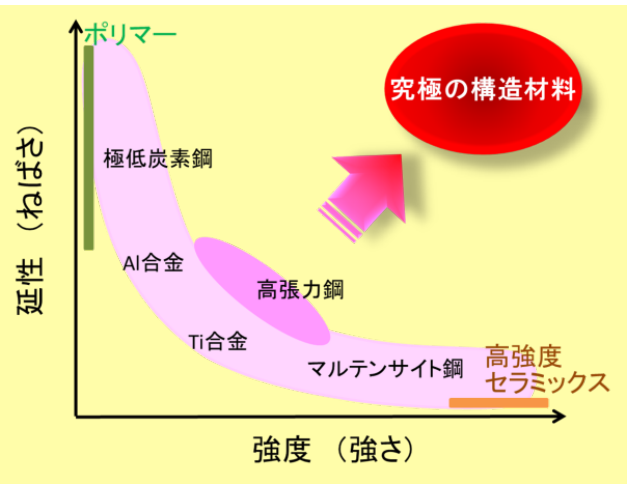 ポリマー
究極の構造材料
極低炭素鋼
Al合金
高張力鋼
Ti合金
マルテンサイト鋼
高強度
セラミックス
延性 （ねばさ）
強度 （強さ）